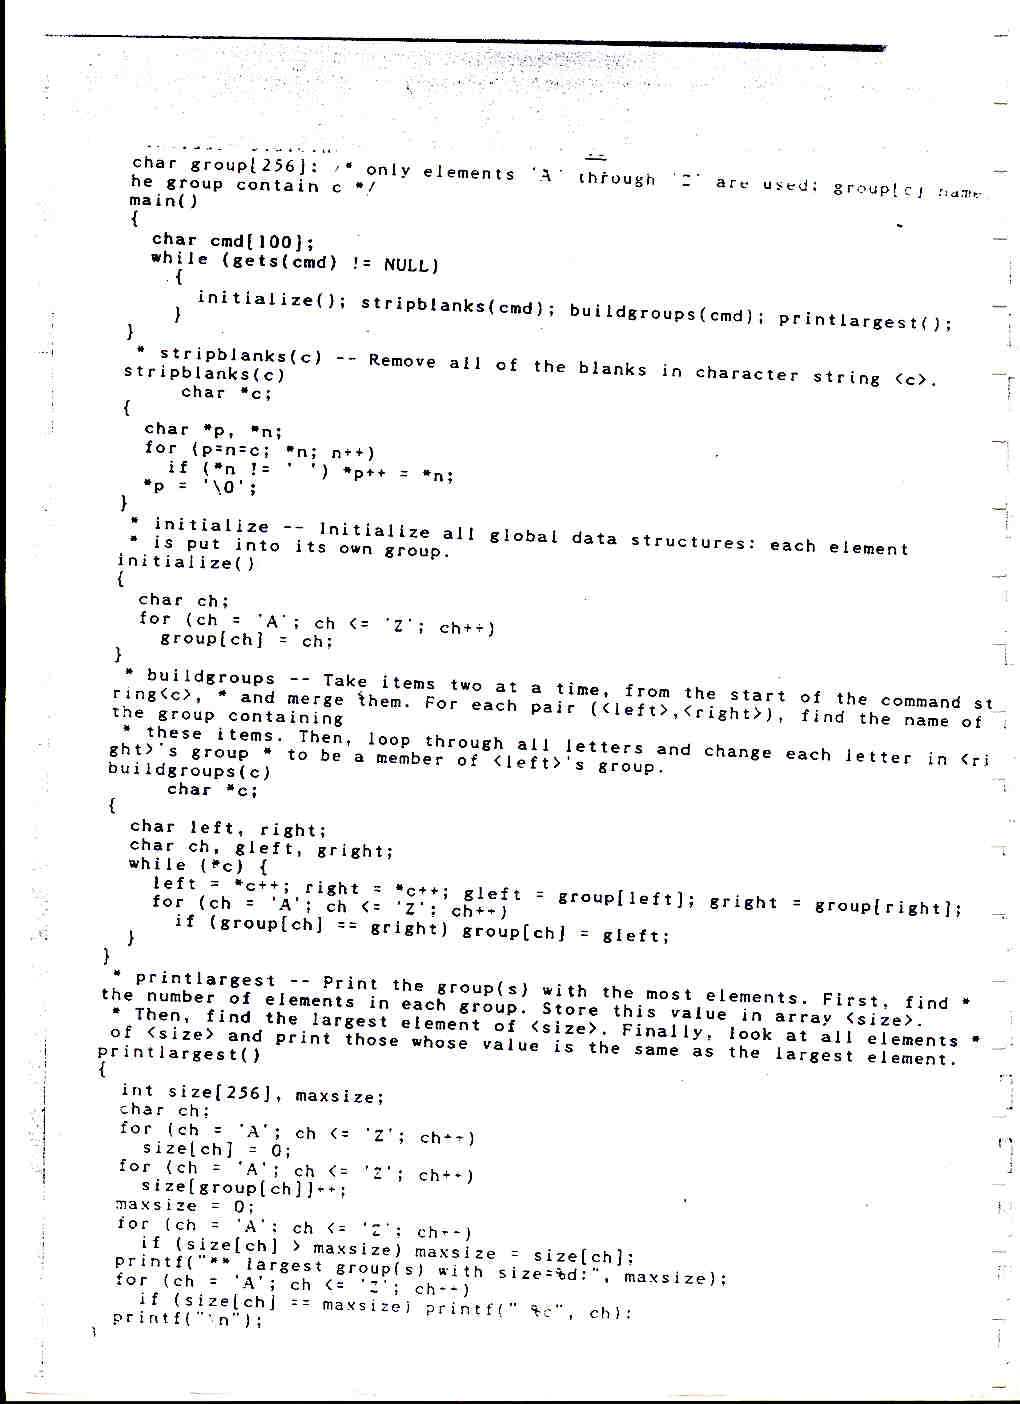 char group[256]; /* only elements 'A' through 'Z' are used; group[c] name
he group contain c */
main()
{
char cmd[100];
while (gets(cmd) != NULL)
{
initialize(); stripblanks(cmd); buildgroups(cmd); printlargest();
}
}
* stripblanks(c) -- Remove all of the blanks in character string <c>.
stripblanks(c)
char *c;
{
char *p, *n;
for (p=n=c; *n; n++)
if (*n != ' ') *p++ = *n;
*p = '\0';
}
* initialize -- Initialize all global data structures: each element
* is put into its own group.
initialize()
{
char ch;
for (ch = 'A'; ch <= 'Z'; ch++)
group[ch] = ch;
}
* buildgroups -- Take items two at a time, from the start of the command st
ring<c>, * and merge them. For each pair (<left>,<right>), find the name of
the group containing
* these items. Then, loop through all letters and change each letter in <ri
ght>'s group * to be a member of <left>'s group.
buildgroups(c)
char *c;
{
char left, right;
char ch, gleft, gright;
while (*c) {
left = *c++; right = *c++; gleft = group[left]; gright = group[right];
for (ch = 'A'; ch <= 'Z'; ch++)
if (group[ch] == gright) group[ch] = gleft;
}
}
* printlargest -- Print the group(s) with the most elements. First, find *
the number of elements in each group. Store this value in array <size>.
* Then, find the largest element of <size>. Finally, look at all elements *
of <size> and print those whose value is the same as the largest element.
printlargest()
{
int size[256], maxsize;
char ch;
for (ch = 'A'; ch <= 'Z'; ch++)
size[ch] = 0;
for (ch = 'A'; ch <= 'Z'; ch++)
size[group[ch]]++;
maxsize = 0;
for (ch = 'A'; ch <= 'Z'; ch++)
if (size[ch] > maxsize) maxsize = size[ch];
printf("** largest group(s) with size=%d:", maxsize);
for (ch = 'A'; ch <= 'Z'; ch++)
if (size[ch] == maxsize) printf(" %c", ch);
printf("\n");
}